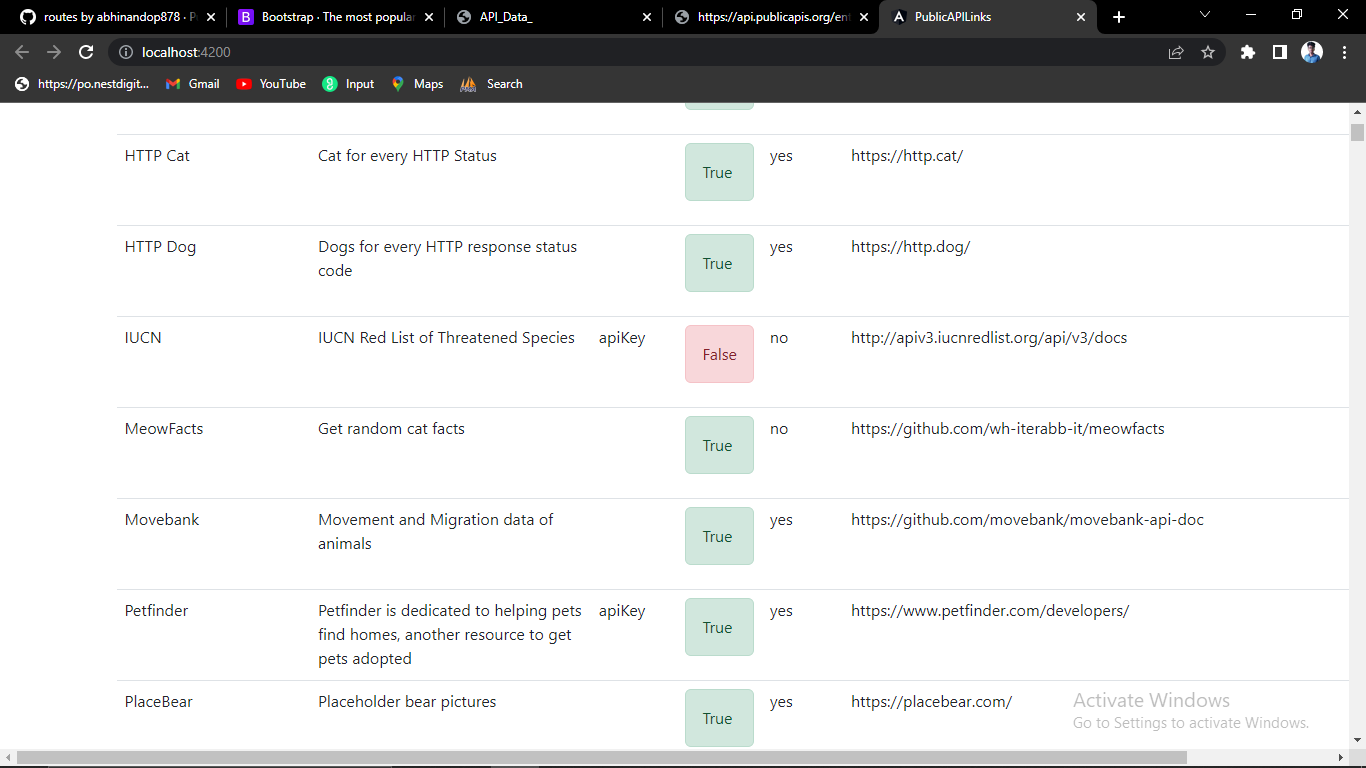 routes by abhinandop878 · P
Bootstrap · The most popular
API_Data_
https://api.publicapis.org/ent
PublicAPILinks
localhost:4200
https://po.nestdigit...
Gmail
YouTube
Input
Maps
Search
HTTP Cat Cat for every HTTP Status True yes https://http.cat/
HTTP Dog Dogs for every HTTP response status True yes https://http.dog/
code
IUCN IUCN Red List of Threatened Species apiKey False no http://apiv3.iucnredlist.org/api/v3/docs
MeowFacts Get random cat facts True no https://github.com/wh-iterabb-it/meowfacts
Movebank Movement and Migration data of True yes https://github.com/movebank/movebank-api-doc
animals
Petfinder Petfinder is dedicated to helping pets apiKey True yes https://www.petfinder.com/developers/
find homes, another resource to get
pets adopted
PlaceBear Placeholder bear pictures True yes https://placebear.com/
Activate Windows
Go to Settings to activate Windows.